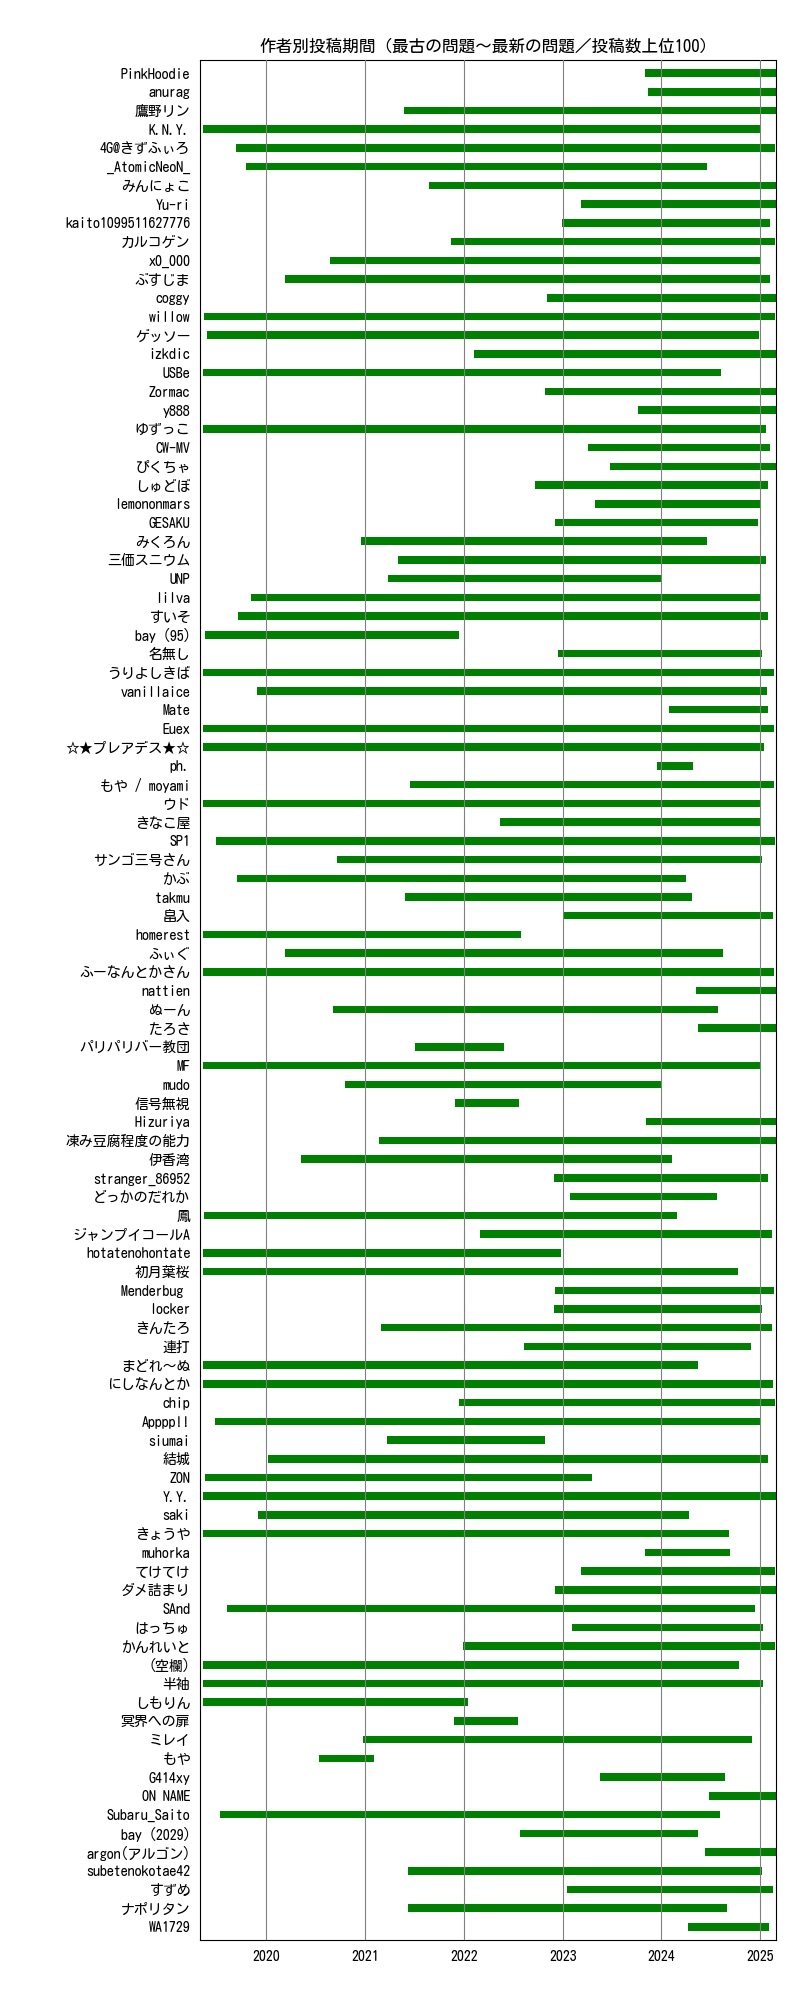 作者別投稿期間（最古の問題～最新の問題／投稿数上位100）
PinkHoodie
anurag
鷹野リン
K.N.Y.
4G@きずふぃろ
_AtomicNeoN_
みんにょこ
Yu-ri
kaito1099511627776
カルコゲン
x0_000
ぶすじま
coggy
willow
ゲッソー
izkdic
USBe
Zormac
y888
ゆずっこ
CW-MV
ぴくちゃ
しゅどぼ
lemononmars
GESAKU
みくろん
三価スニウム
UNP
lilva
すいそ
bay (95)
名無し
うりよしきば
vanillaice
Mate
Euex
☆★プレアデス★☆
ph.
もや / moyami
ウド
きなこ屋
SP1
サンゴ三号さん
かぶ
takmu
畠入
homerest
ふぃぐ
ふーなんとかさん
nattien
ぬーん
たろさ
パリパリバー教団
MF
mudo
信号無視
Hizuriya
凍み豆腐程度の能力
伊香湾
stranger_86952
どっかのだれか
鳳
ジャンプイコールA
hotatenohontate
初月葉桜
Menderbug
locker
きんたろ
連打
まどれ～ぬ
にしなんとか
chip
Appppll
siumai
結城
ZON
Y.Y.
saki
きょうや
muhorka
てけてけ
ダメ詰まり
SAnd
はっちゅ
かんれいと
(空欄)
半袖
しもりん
冥界への扉
ミレイ
もや
G414xy
ON NAME
Subaru_Saito
bay (2029)
argon(アルゴン)
subetenokotae42
すずめ
ナポリタン
WA1729
2020 2021 2022 2023 2024 2025